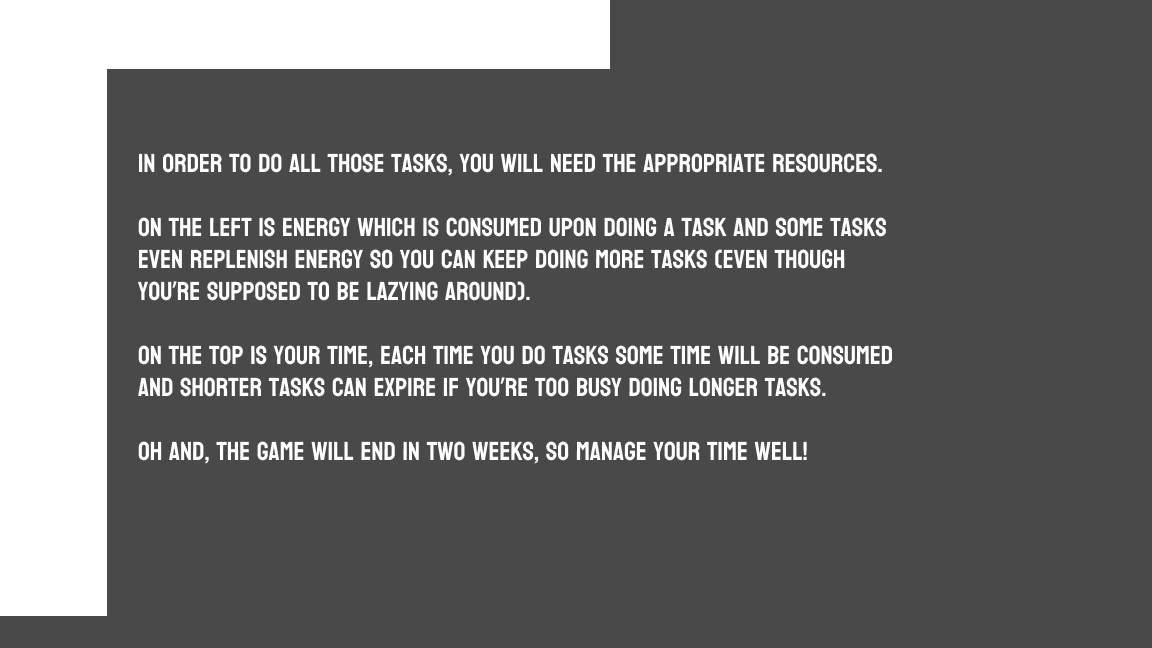 IN ORDER TO DO ALL THOSE TASKS, YOU WILL NEED THE APPROPRIATE RESOURCES.
ON THE LEFT IS ENERGY WHICH IS CONSUMED UPON DOING A TASK AND SOME TASKS
EVEN REPLENISH ENERGY SO YOU CAN KEEP DOING MORE TASKS (EVEN THOUGH
YOU'RE SUPPOSED TO BE LAZYING AROUND).
ON THE TOP IS YOUR TIME, EACH TIME YOU DO TASKS SOME TIME WILL BE CONSUMED
AND SHORTER TASKS CAN EXPIRE IF YOU'RE TOO BUSY DOING LONGER TASKS.
OH AND, THE GAME WILL END IN TWO WEEKS, SO MANAGE YOUR TIME WELL!